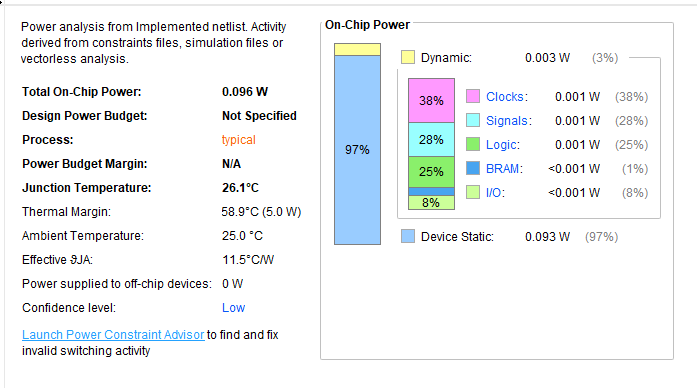 Power analysis from Implemented netlist. Activity
derived from constraints files, simulation files or
vectorless analysis.
Total On-Chip Power: 0.096 W
Design Power Budget: Not Specified
Process: typical
Power Budget Margin: N/A
Junction Temperature: 26.1°C
Thermal Margin: 58.9°C (5.0 W)
Ambient Temperature: 25.0 °C
Effective ϑJA: 11.5°C/W
Power supplied to off-chip devices: 0 W
Confidence level: Low
Launch Power Constraint Advisor to find and fix
invalid switching activity
On-Chip Power
97%
Dynamic: 0.003 W (3%)
38%
28%
25%
8%
Clocks: 0.001 W (38%)
Signals: 0.001 W (28%)
Logic: 0.001 W (25%)
BRAM: <0.001 W (1%)
I/O: <0.001 W (8%)
Device Static: 0.093 W (97%)